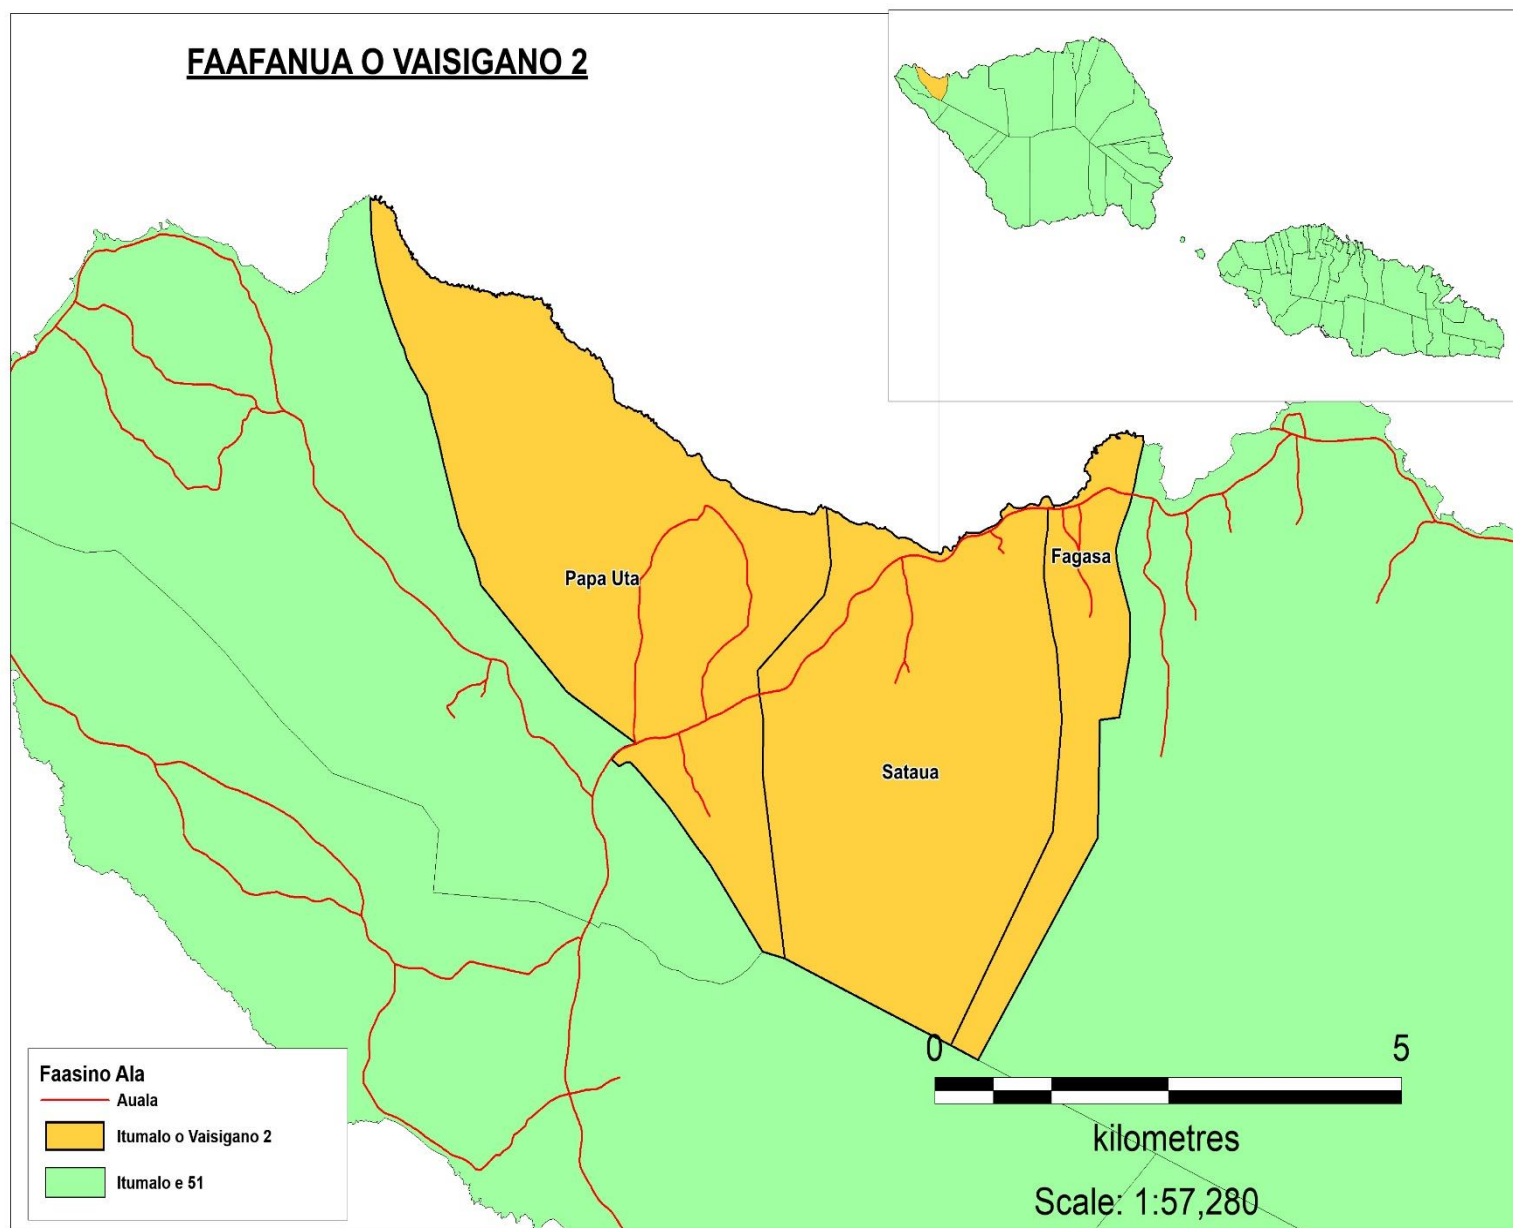 FAAFANUA O VAISIGANO 2
Papa Uta
Fagasa
Sataua
Faasino Ala
Auala
Itumalo o Vaisigano 2
Itumalo e 51
0 5
kilometres
Scale: 1:57,280